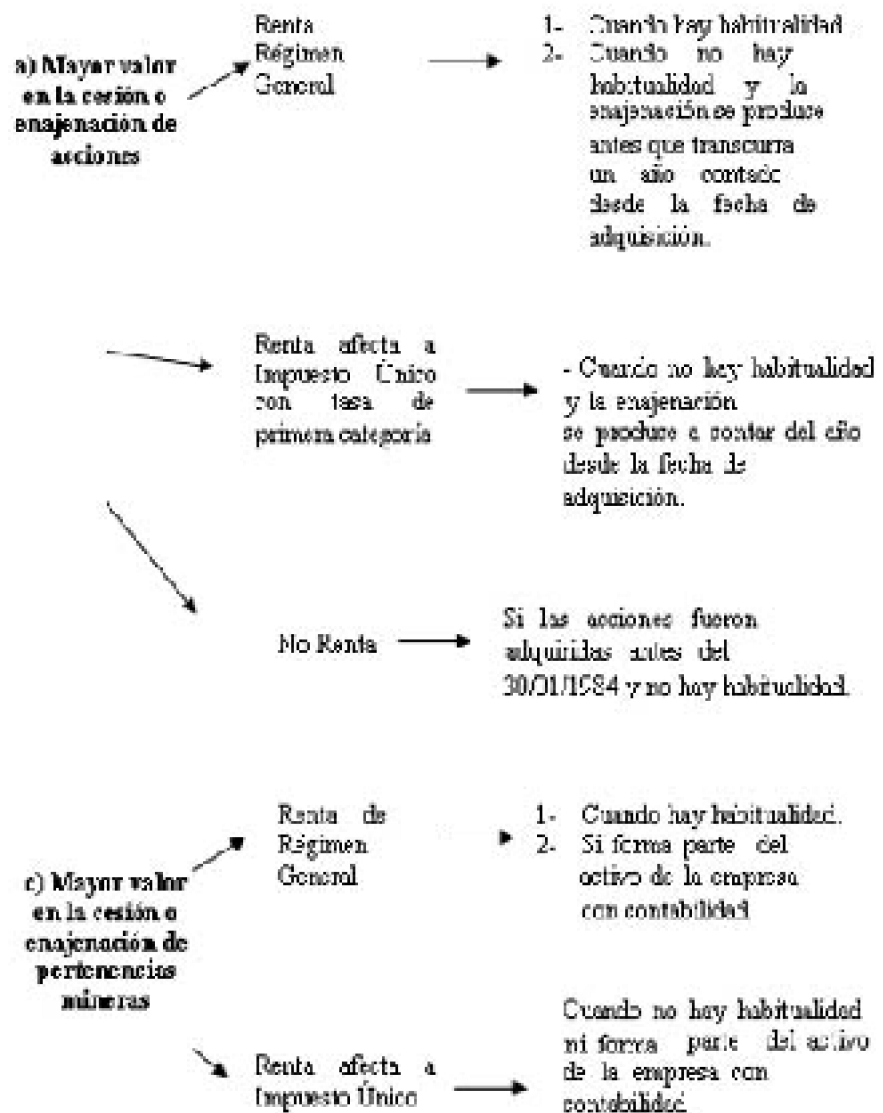 a) Mayor valor
en la cesión o
enajenación de
acciones
Renta
Régimen
General
1- Cuando hay habitualidad
2- Cuando no hay
habitualidad y la
enajenación se produce
antes que transcurra
un año contado
desde la fecha de
adquisición.
Renta afecta a
Impuesto Único
con tasa de
primera categoría
- Cuando no hay habitualidad
y la enajenación
se produce a contar del año
desde la fecha de
adquisición.
No Renta
Si las acciones fueron
adquiridas antes del
30/01/1984 y no hay habitualidad.
c) Mayor valor
en la cesión o
enajenación de
pertenencias
mineras
Renta de
Régimen
General
1- Cuando hay habitualidad.
2- Si forma parte del
activo de la empresa
con contabilidad
Renta afecta a
Impuesto Único
Cuando no hay habitualidad
ni forma parte del activo
de la empresa con
contabilidad